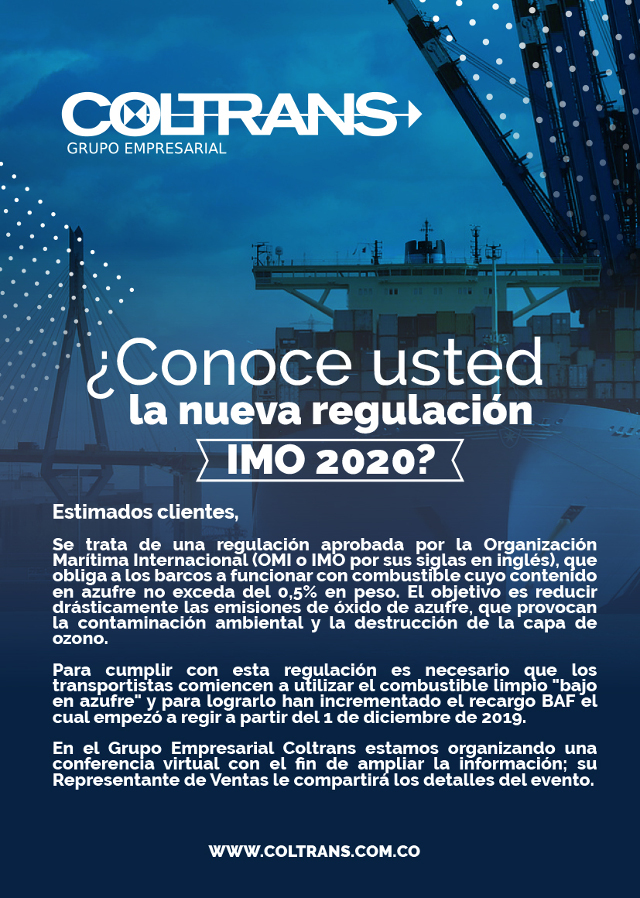 COLTRANS
GRUPO EMPRESARIAL
¿Conoce usted
la nueva regulación
IMO 2020?
Estimados clientes,
Se trata de una regulación aprobada por la Organización
Marítima Internacional (OMI o IMO por sus siglas en inglés), que
obliga a los barcos a funcionar con combustible cuyo contenido
en azufre no exceda del 0,5% en peso. El objetivo es reducir
drásticamente las emisiones de óxido de azufre, que provocan
la contaminación ambiental y la destrucción de la capa de
ozono.
Para cumplir con esta regulación es necesario que los
transportistas comiencen a utilizar el combustible limpio "bajo
en azufre" y para lograrlo han incrementado el recargo BAF el
cual empezó a regir a partir del 1 de diciembre de 2019.
En el Grupo Empresarial Coltrans estamos organizando una
conferencia virtual con el fin de ampliar la información; su
Representante de Ventas le compartirá los detalles del evento.
WWW.COLTRANS.COM.CO